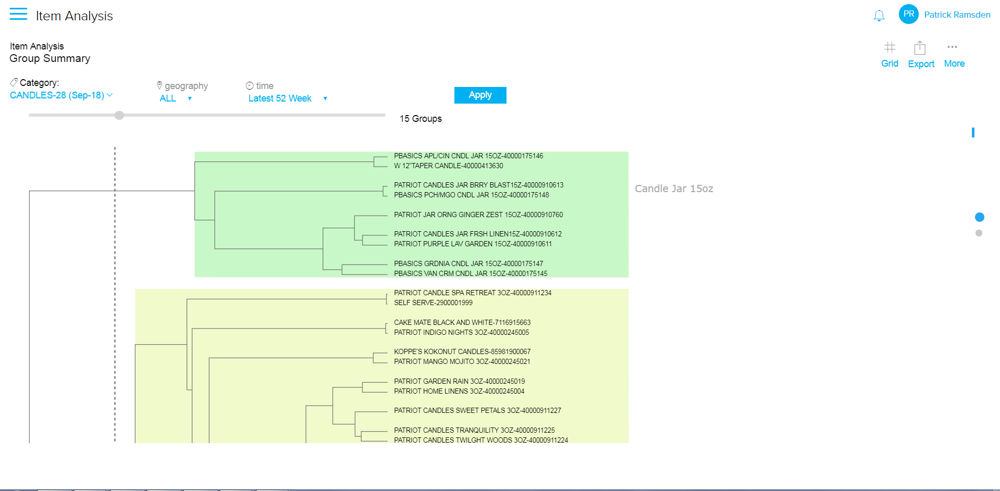 Item Analysis
PR
Patrick Ramsden
Item Analysis
Group Summary
Grid
Export
More
Category:
CANDLES-28 (Sep-18)
geography
ALL
time
Latest 52 Week
Apply
15 Groups
PBASICS APL/CIN CNDL JAR 15OZ-40000175146
W 12"TAPER CANDLE-40000413630
PATRIOT CANDLES JAR BRRY BLAST15Z-40000910613
PBASICS PCH/MGO CNDL JAR 15OZ-40000175148
Candle Jar 15oz
PATRIOT JAR ORNG GINGER ZEST 15OZ-40000910760
PATRIOT CANDLES JAR FRSH LINEN15Z-40000910612
PATRIOT PURPLE LAV GARDEN 15OZ-40000910611
PBASICS GRDNIA CNDL JAR 15OZ-40000175147
PBASICS VAN CRM CNDL JAR 15OZ-40000175145
PATRIOT CANDLE SPA RETREAT 3OZ-40000911234
SELF SERVE-2900001999
CAKE MATE BLACK AND WHITE-7116915663
PATRIOT INDIGO NIGHTS 3OZ-40000245005
KOPPE'S KOKONUT CANDLES-85981900067
PATRIOT MANGO MOJITO 3OZ-40000245021
PATRIOT GARDEN RAIN 3OZ-40000245019
PATRIOT HOME LINENS 3OZ-40000245004
PATRIOT CANDLES SWEET PETALS 3OZ-40000911227
PATRIOT CANDLES TRANQUILITY 3OZ-40000911225
PATRIOT CANDLES TWILGHT WOODS 3OZ-40000911224